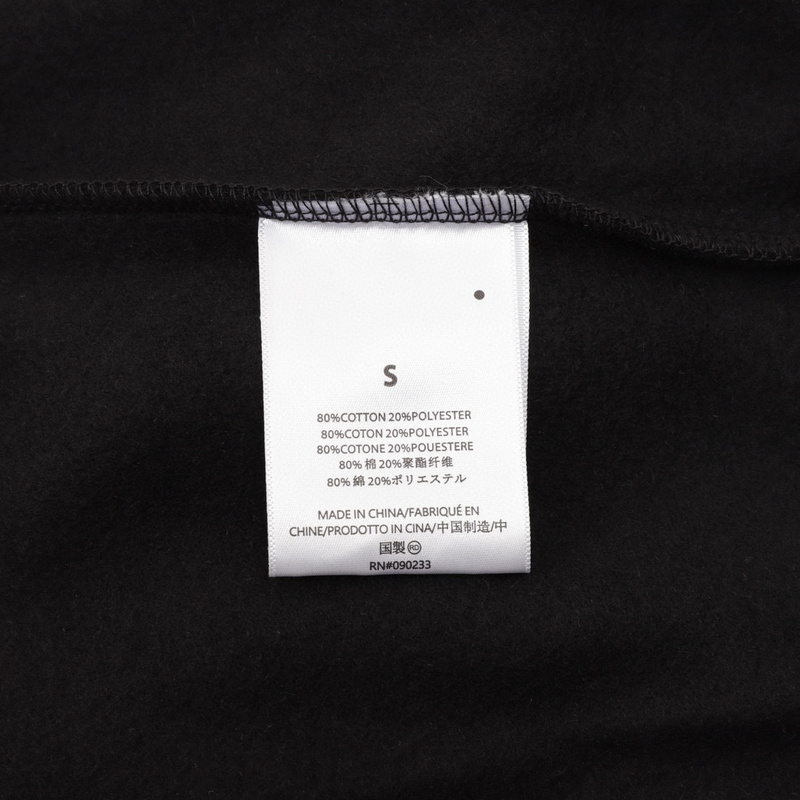 S
80%COTTON 20%POLYESTER
80%COTON 20%POLYESTER
80%COTONE 20%POUESTERE
80% 棉 20%聚酯纤维
80% 綿 20%ポリエステル
MADE IN CHINA/FABRIQUÉ EN
CHINE/PRODOTTO IN CINA/中国制造/中
国製 RD
RN#090233